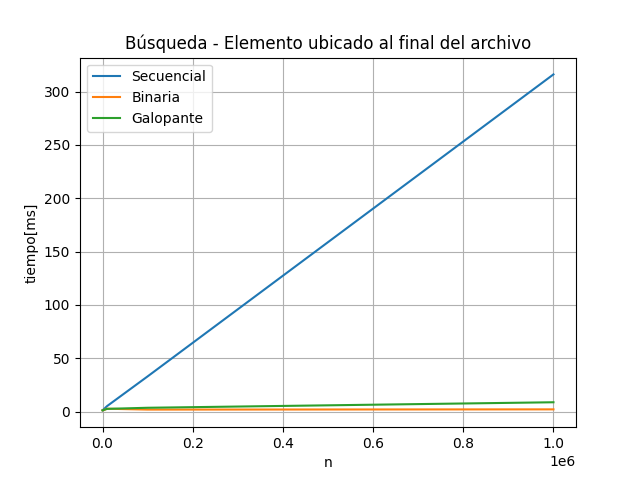 Búsqueda - Elemento ubicado al final del archivo
Secuencial
Binaria
Galopante
tiempo[ms]
300
250
200
150
100
50
0
0.0 0.2 0.4 0.6 0.8 1.0
1e6
n